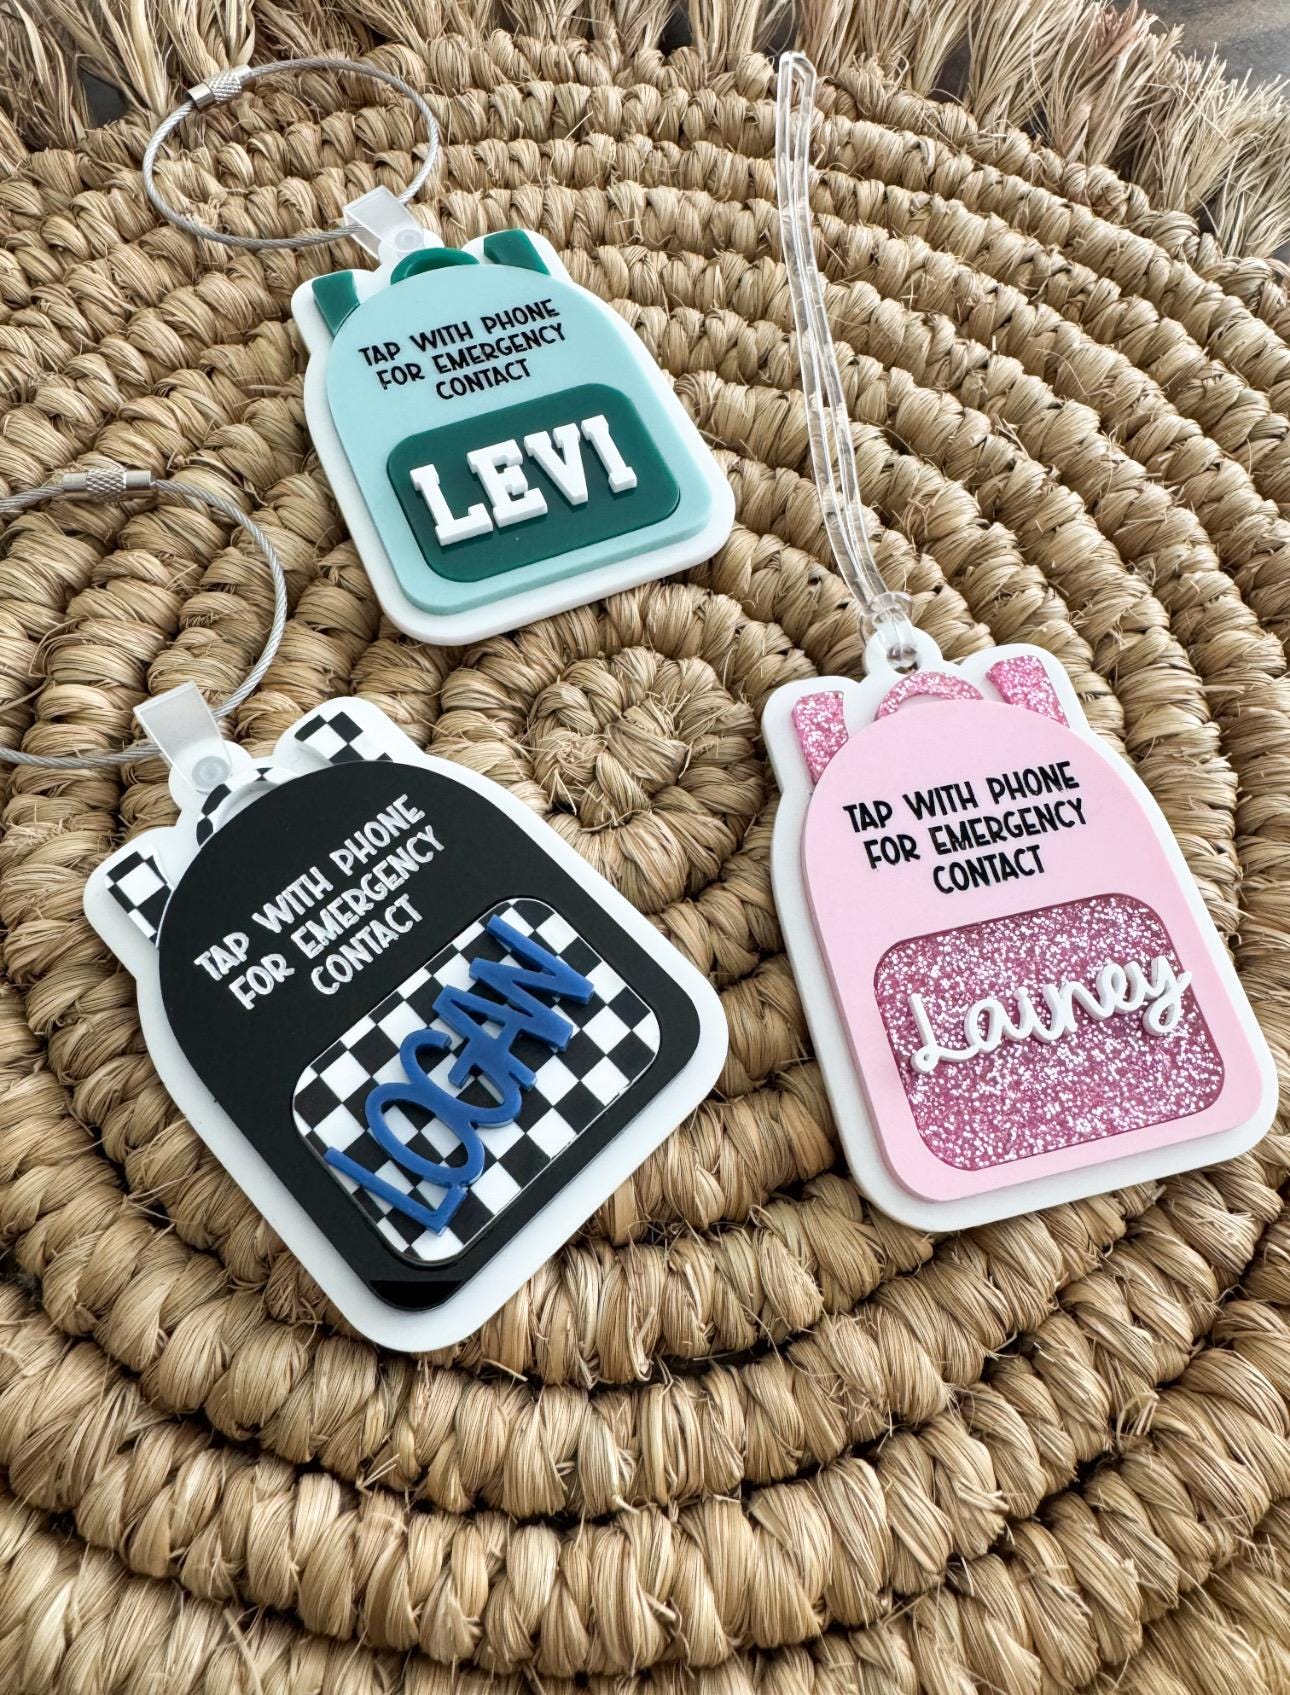 TAP WITH PHONE
FOR EMERGENCY
CONTACT
LEVI
TAP WITH PHONE
FOR EMERGENCY
CONTACT
LOGAN
TAP WITH PHONE
FOR EMERGENCY
CONTACT
Lainey